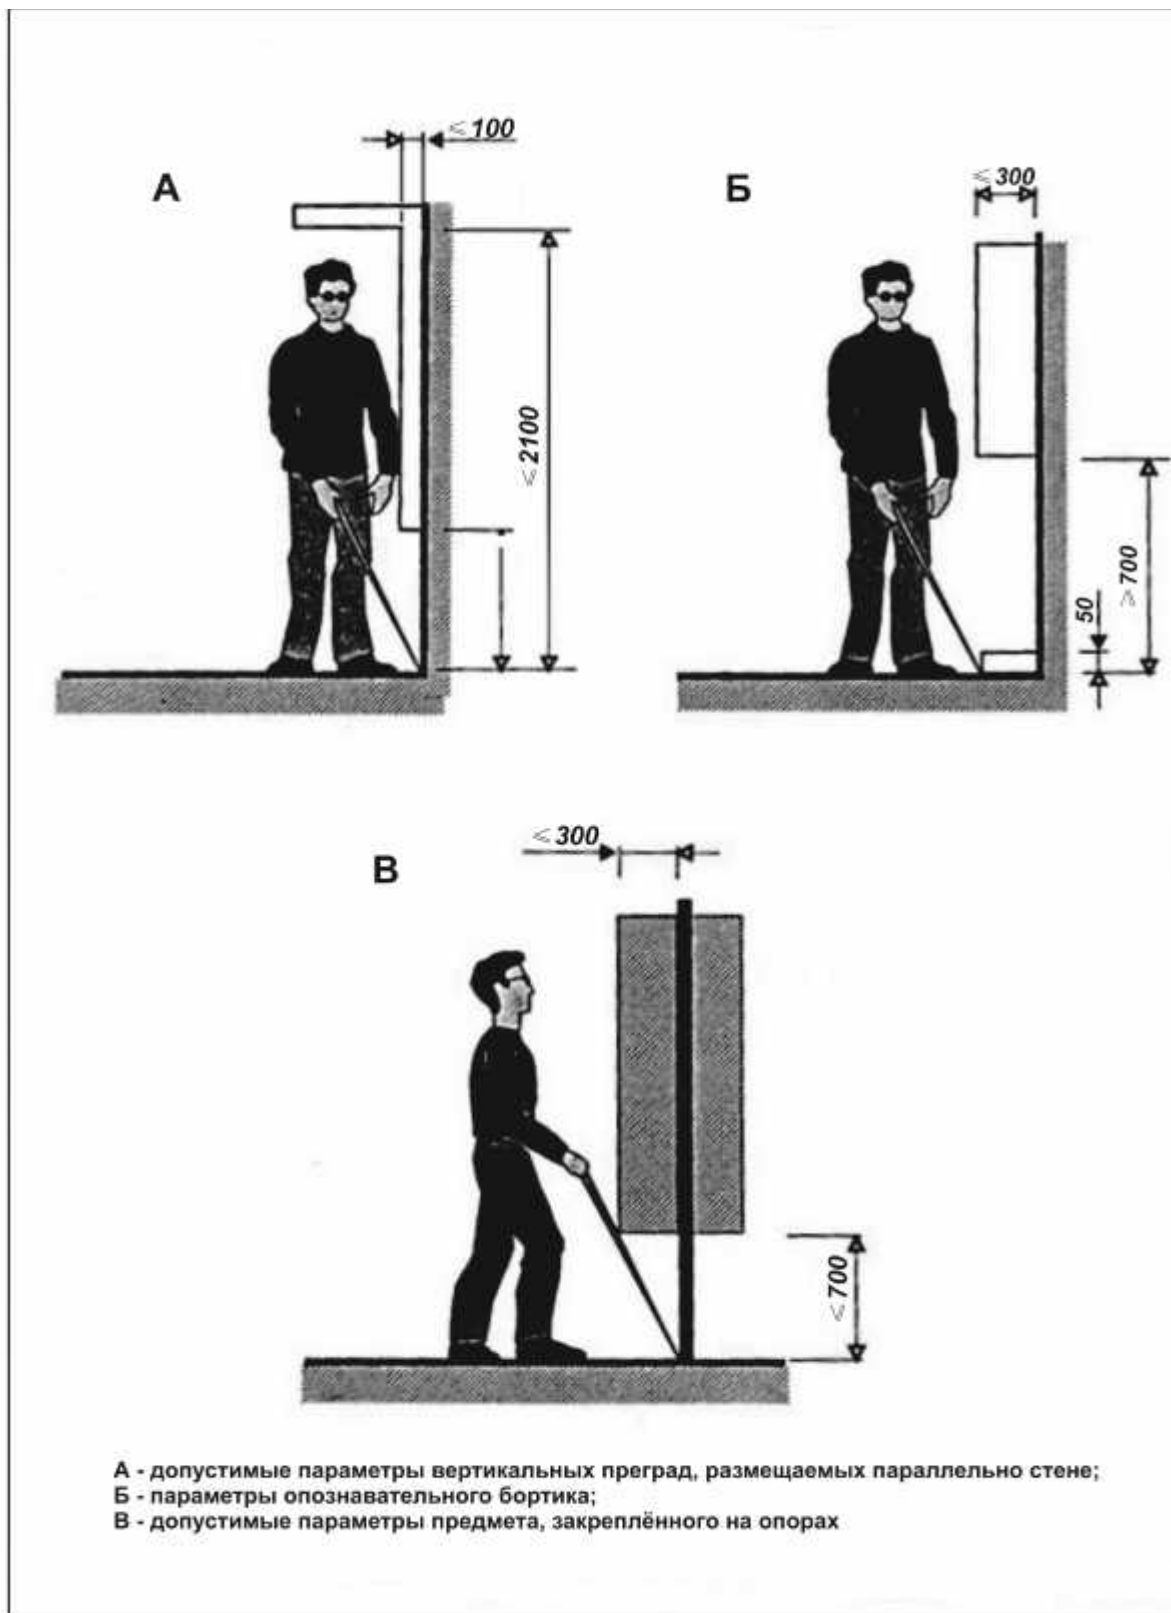 ≤ 100
А
≤ 2100
≤ 300
Б
≥ 700
50
≤ 300
В
≤ 700
А - допустимые параметры вертикальных преград, размещаемых параллельно стене;
Б - параметры опознавательного бортика;
В - допустимые параметры предмета, закреплённого на опорах